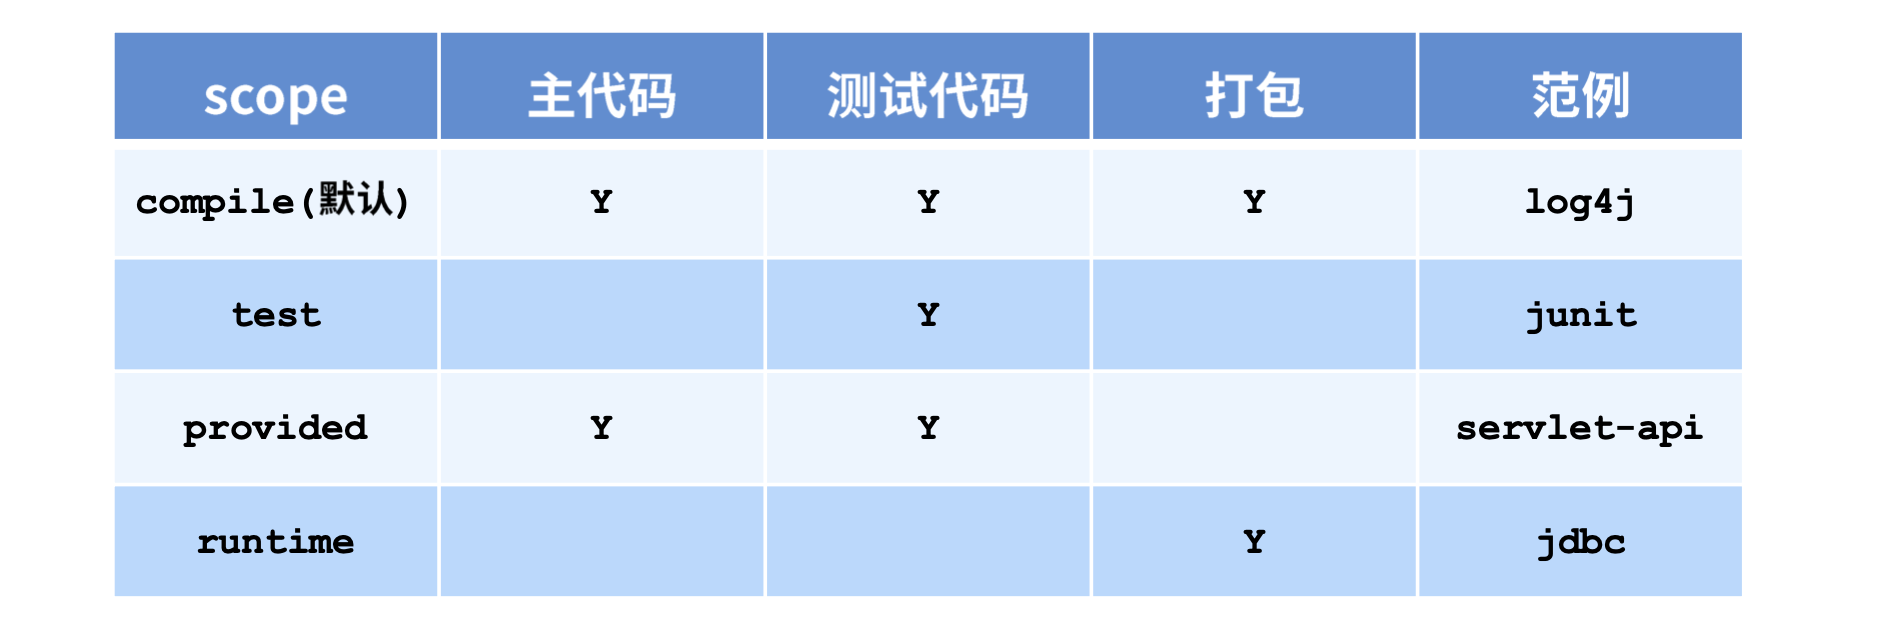 scope 主代码 测试代码 打包 范例
compile(默认) Y Y Y log4j
test Y junit
provided Y Y servlet-api
runtime Y jdbc